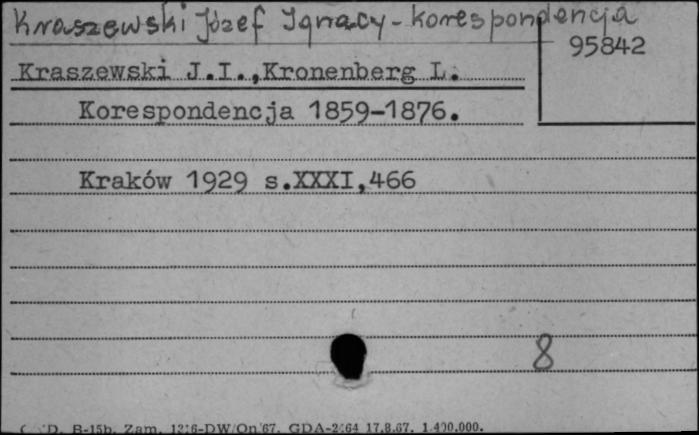 Kraszewski Józef Ignacy - korespondencja
95842
Kraszewski J.I.,Kronenberg L.
Korespondencja 1859-1876.
Kraków 1929 s.XXXI,466
8
D. B-15b. Zam. 1316-DW/On/67. GDA-2164 17.8.67. 1.400.000.